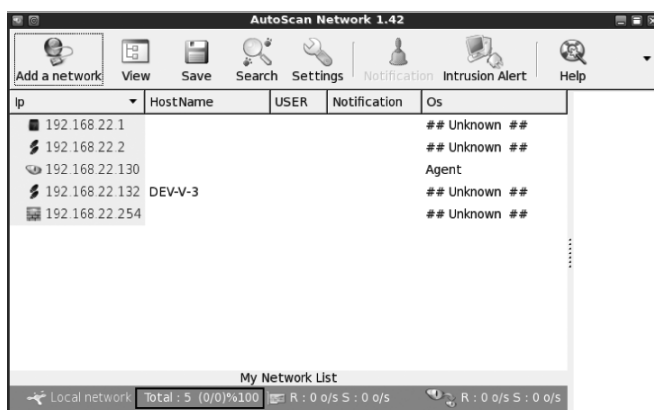 AutoScan Network 1.42
Add a network View Save Search Settings Notification Intrusion Alert Help
Ip HostName USER Notification Os
192.168.22.1 ## Unknown ##
192.168.22.2 ## Unknown ##
192.168.22.130 Agent
192.168.22.132 DEV-V-3 ## Unknown ##
192.168.22.254 ## Unknown ##
My Network List
Local network Total : 5 (0/0)%100 R : 0 o/s S : 0 o/s R : 0 o/s S : 0 o/s